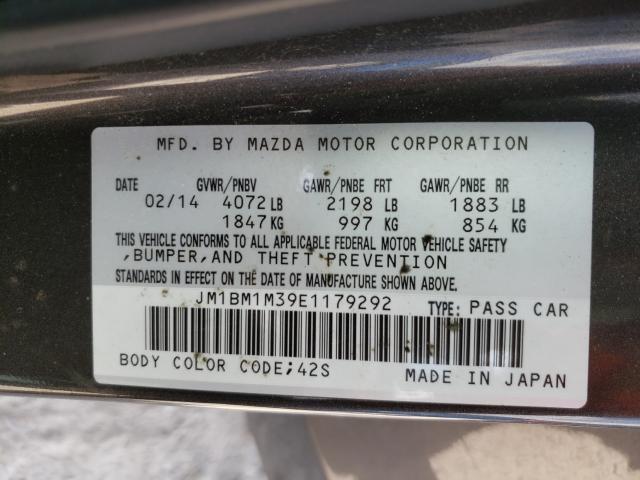 MFD. BY MAZDA MOTOR CORPORATION
DATE GVWR/PNBV GAWR/PNBE FRT GAWR/PNBE RR
02/14 4072 LB 2198 LB 1883 LB
1847 KG 997 KG 854 KG
THIS VEHICLE CONFORMS TO ALL APPLICABLE FEDERAL MOTOR VEHICLE SAFETY
,BUMPER,AND THEFT PREVENTION
STANDARDS IN EFFECT ON THE DATE OF MANUFACTURE SHOWN ABOVE.
JM1BM1M39E1179292 TYPE: PASS CAR
BODY COLOR CODE;42S MADE IN JAPAN